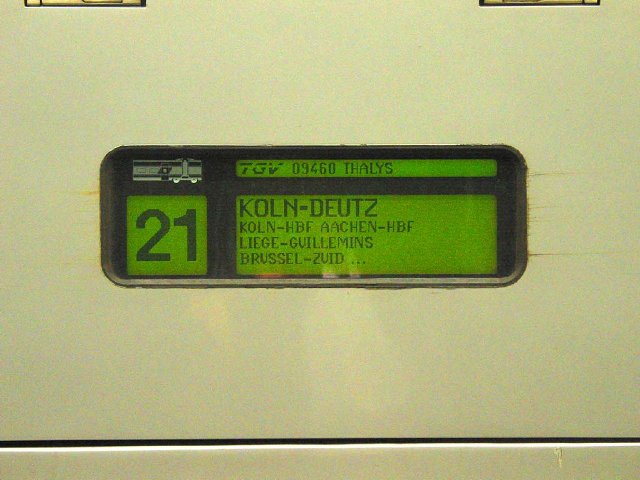 TGV 09460 THALYS
21
KOLN-DEUTZ
KOLN-HBF AACHEN-HBF
LIEGE-GUILLEMINS
BRUSSEL-ZUID ...